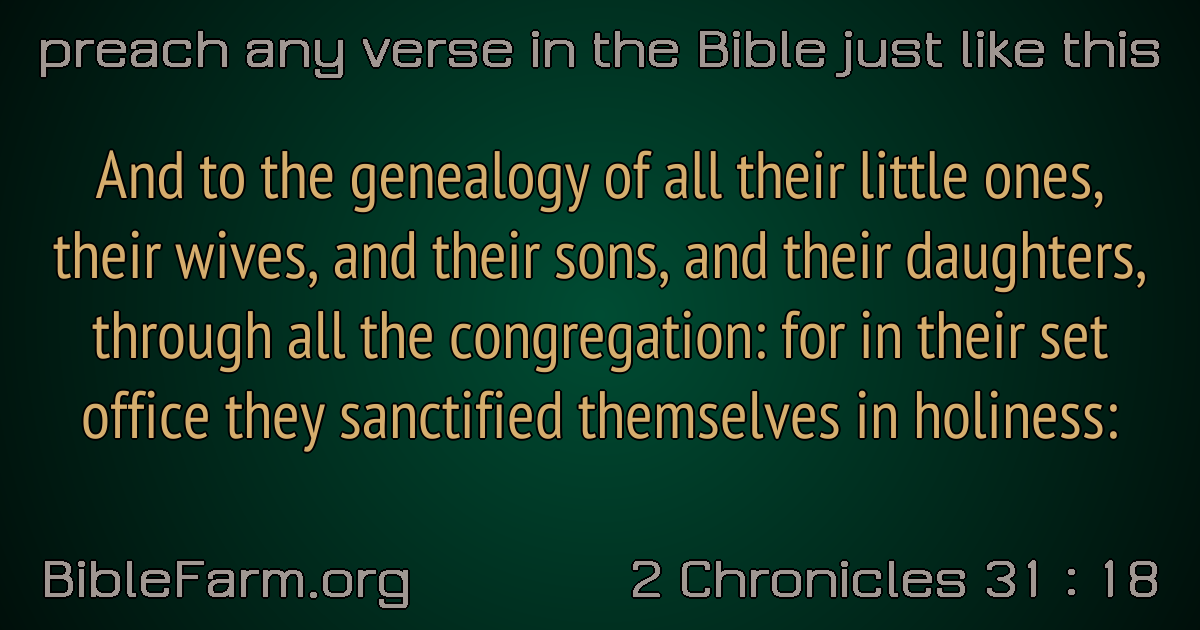 preach any verse in the Bible just like this
And to the genealogy of all their little ones,
their wives, and their sons, and their daughters,
through all the congregation: for in their set
office they sanctified themselves in holiness:
BibleFarm.org
2 Chronicles 31 : 18